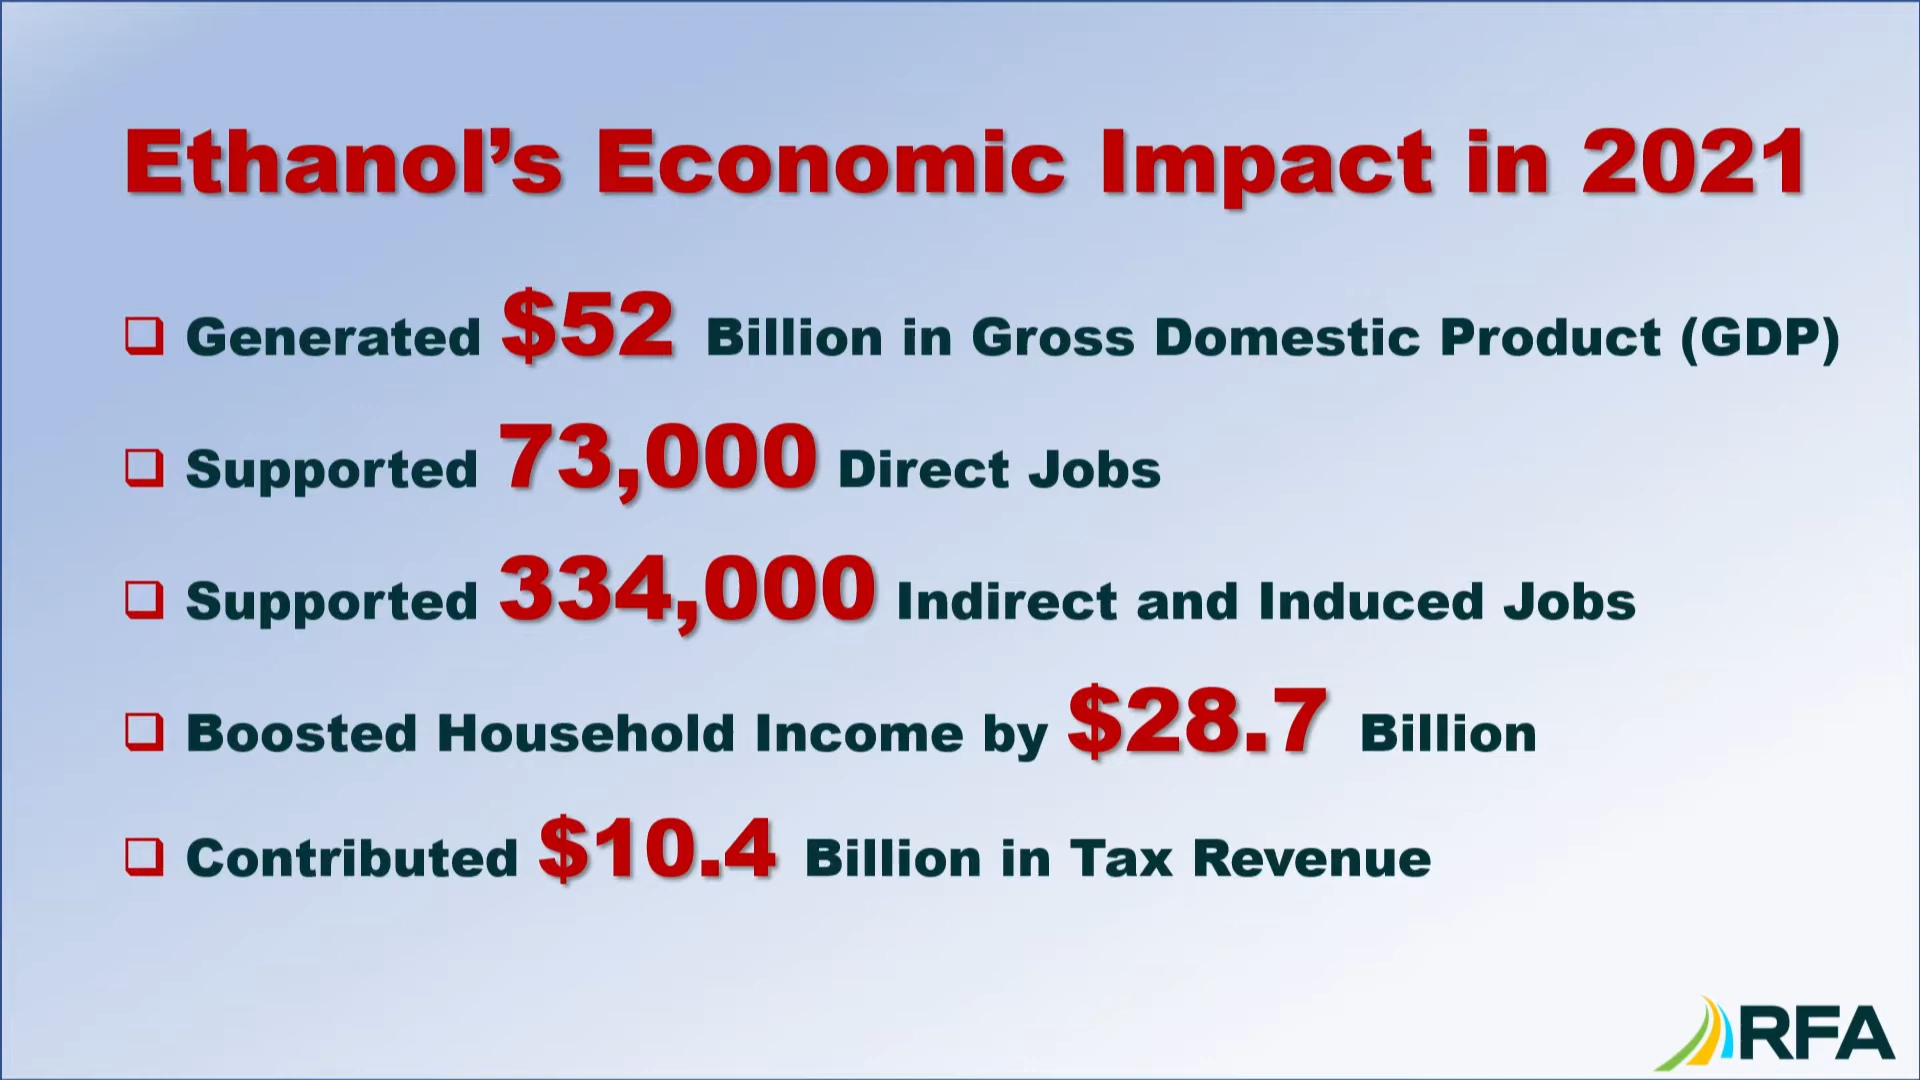 Ethanol’s Economic Impact in 2021
❑ Generated $52 Billion in Gross Domestic Product (GDP)
❑ Supported 73,000 Direct Jobs
❑ Supported 334,000 Indirect and Induced Jobs
❑ Boosted Household Income by $28.7 Billion
❑ Contributed $10.4 Billion in Tax Revenue
RFA